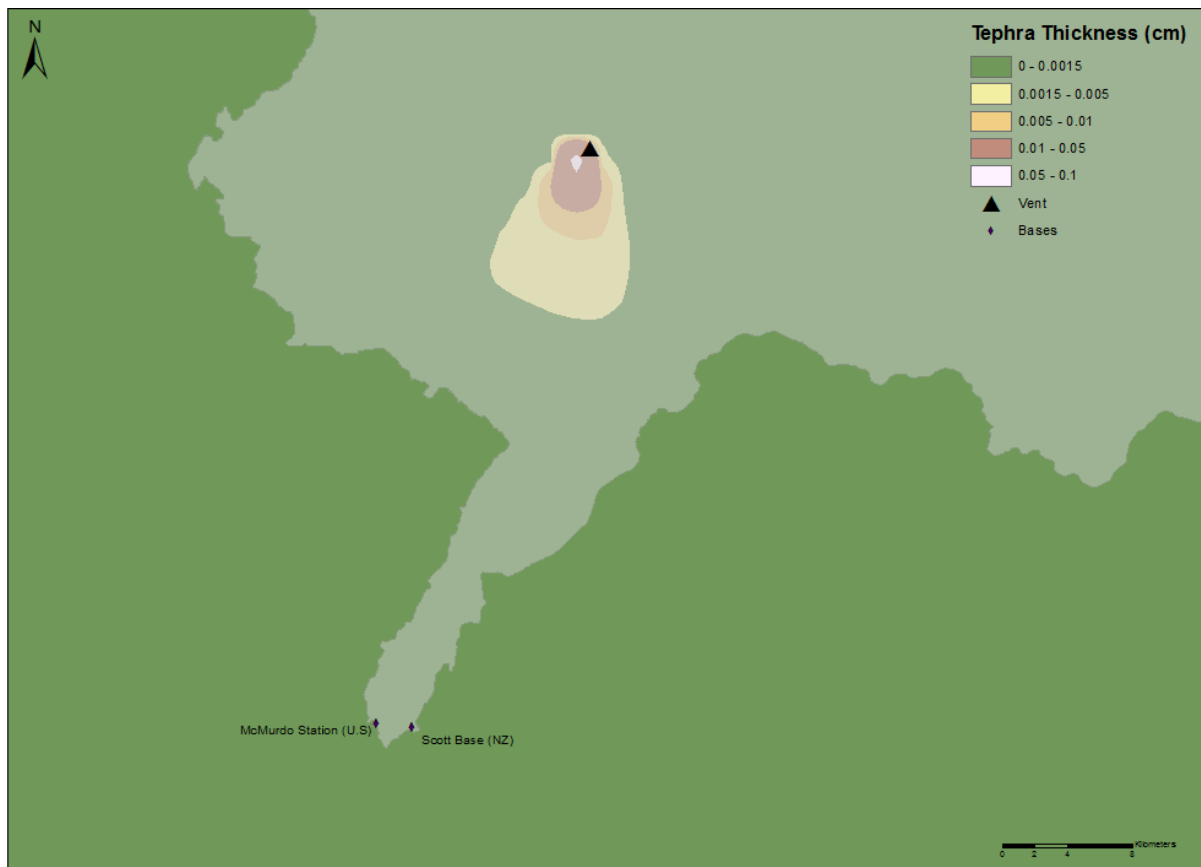 N
Tephra Thickness (cm)
0 - 0.0015
0.0015 - 0.005
0.005 - 0.01
0.01 - 0.05
0.05 - 0.1
Vent
Bases
McMurdo Station (U.S)
Scott Base (NZ)
Kilometers
0 2 4 8